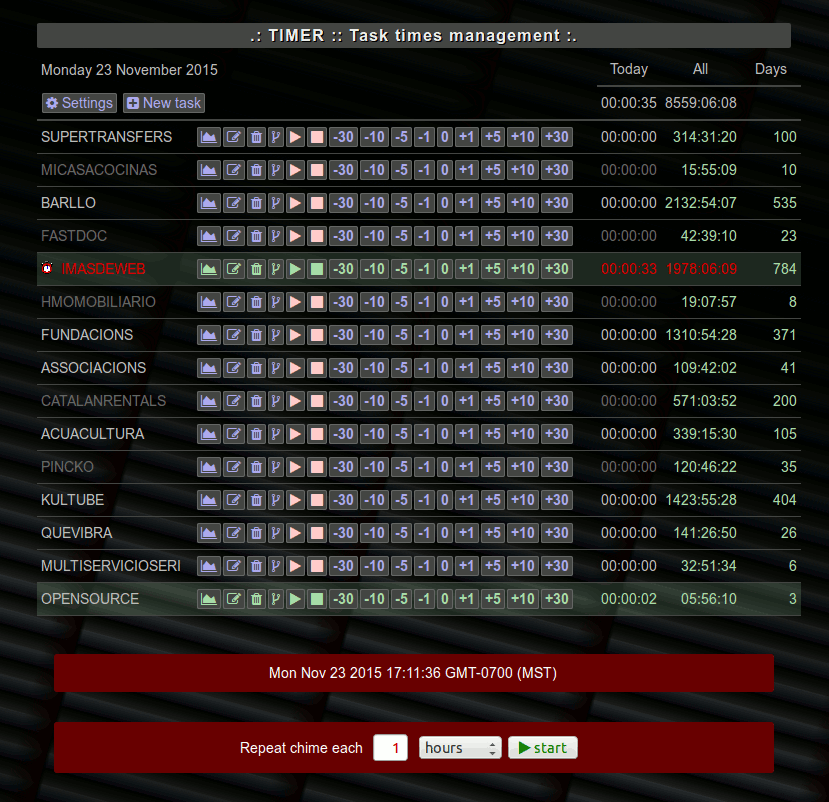 .: TIMER :: Task times management :.
Monday 23 November 2015 Today All Days
Settings New task 00:00:35 8559:06:08
SUPERTRANSFERS -30 -10 -5 -1 0 +1 +5 +10 +30 00:00:00 314:31:20 100
MICASACOCINAS -30 -10 -5 -1 0 +1 +5 +10 +30 00:00:00 15:55:09 10
BARLLO -30 -10 -5 -1 0 +1 +5 +10 +30 00:00:00 2132:54:07 535
FASTDOC -30 -10 -5 -1 0 +1 +5 +10 +30 00:00:00 42:39:10 23
IMASDEWEB -30 -10 -5 -1 0 +1 +5 +10 +30 00:00:33 1978:06:09 784
HMOMOBILIARIO -30 -10 -5 -1 0 +1 +5 +10 +30 00:00:00 19:07:57 8
FUNDACIONS -30 -10 -5 -1 0 +1 +5 +10 +30 00:00:00 1310:54:28 371
ASSOCIACIONS -30 -10 -5 -1 0 +1 +5 +10 +30 00:00:00 109:42:02 41
CATALANRENTALS -30 -10 -5 -1 0 +1 +5 +10 +30 00:00:00 571:03:52 200
ACUACULTURA -30 -10 -5 -1 0 +1 +5 +10 +30 00:00:00 339:15:30 105
PINCKO -30 -10 -5 -1 0 +1 +5 +10 +30 00:00:00 120:46:22 35
KULTUBE -30 -10 -5 -1 0 +1 +5 +10 +30 00:00:00 1423:55:28 404
QUEVIBRA -30 -10 -5 -1 0 +1 +5 +10 +30 00:00:00 141:26:50 26
MULTISERVICIOSERI -30 -10 -5 -1 0 +1 +5 +10 +30 00:00:00 32:51:34 6
OPENSOURCE -30 -10 -5 -1 0 +1 +5 +10 +30 00:00:02 05:56:10 3
Mon Nov 23 2015 17:11:36 GMT-0700 (MST)
Repeat chime each 1 hours start